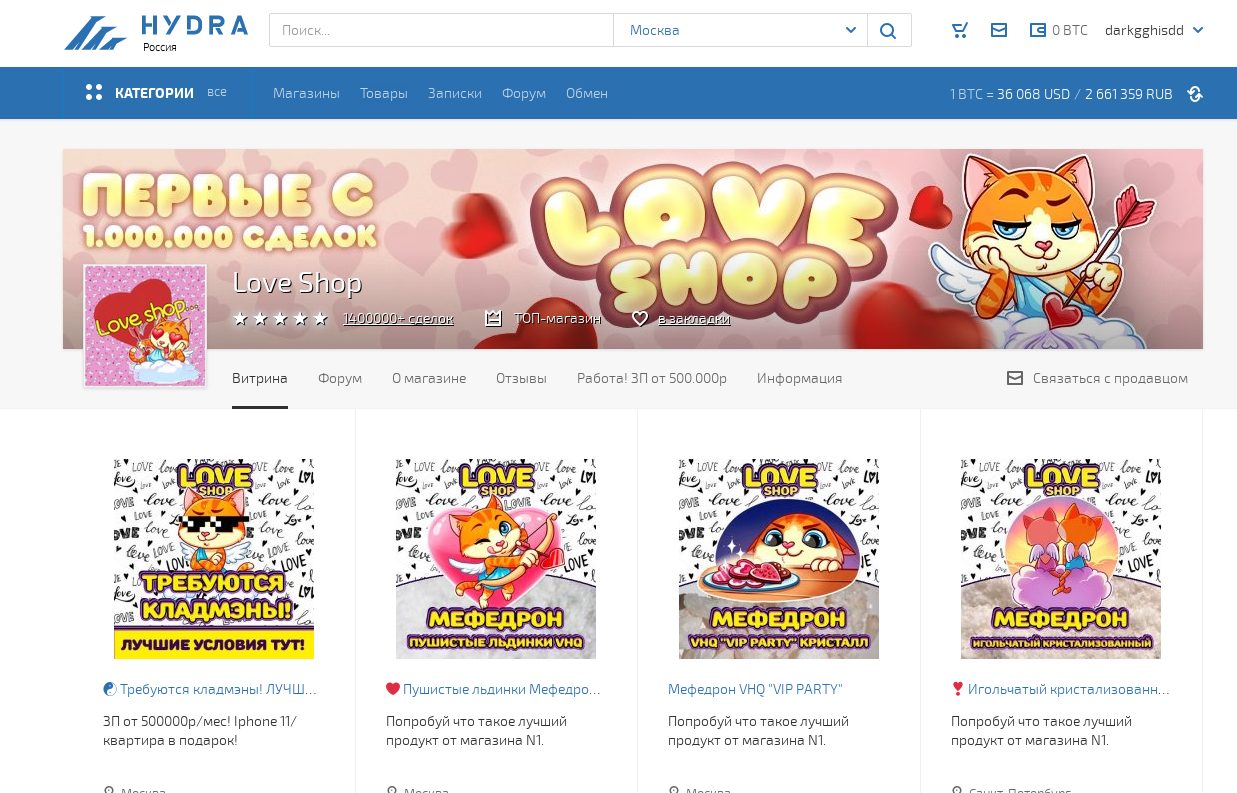 HYDRA
Россия
Поиск...
Москва
0 BTC
darkgghisdd
КАТЕГОРИИ все
Магазины Товары Записки Форум Обмен
1 BTC = 36 068 USD / 2 661 359 RUB
ПЕРВЫЕ С
1.000.000 СДЕЛОК
LOVE
SHOP
Love shop
Love Shop
1400000+ сделок
ТОП-магазин
в закладки
Витрина Форум О магазине Отзывы Работа! ЗП от 500.000р Информация
Связаться с продавцом
LOVE
SHOP
ТРЕБУЮТСЯ
КЛАДМЭНЫ!
ЛУЧШИЕ УСЛОВИЯ ТУТ!
Требуются кладмэны! ЛУЧШ...
ЗП от 500000р/мес! Iphone 11/
квартира в подарок!
Москва
LOVE
SHOP
МЕФЕДРОН
ПУШИСТЫЕ ЛЬДИНКИ VHQ
Пушистые льдинки Мефедро...
Попробуй что такое лучший
продукт от магазина N1.
Москва
LOVE
SHOP
МЕФЕДРОН
VHQ "VIP PARTY" КРИСТАЛЛ
Мефедрон VHQ "VIP PARTY"
Попробуй что такое лучший
продукт от магазина N1.
Москва
LOVE
SHOP
МЕФЕДРОН
ИГОЛЬЧАТЫЙ КРИСТАЛИЗОВАННЫЙ
Игольчатый кристализованн...
Попробуй что такое лучший
продукт от магазина N1.
Санкт-Петербург